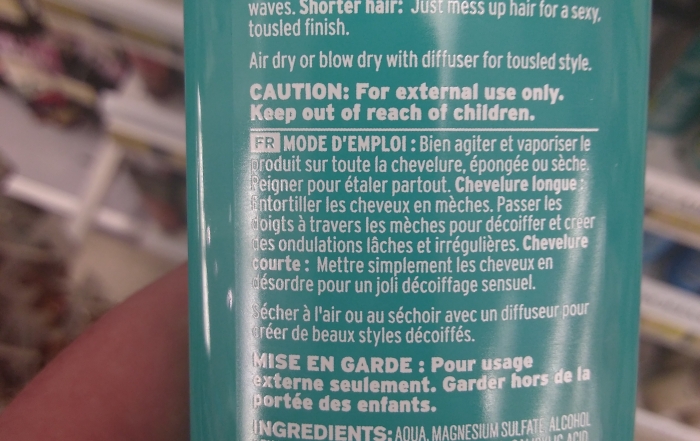 waves. Shorter hair: Just mess up hair for a sexy,
tousled finish.
Air dry or blow dry with diffuser for tousled style.
CAUTION: For external use only.
Keep out of reach of children.
FR MODE D'EMPLOI : Bien agiter et vaporiser le
produit sur toute la chevelure, épongée ou sèche.
Peigner pour étaler partout. Chevelure longue :
Entortiller les cheveux en mèches. Passer les
doigts à travers les mèches pour décoiffer et créer
des ondulations lâches et irrégulières. Chevelure
courte : Mettre simplement les cheveux en
désordre pour un joli décoiffage sensuel.
Sécher à l'air ou au séchoir avec un diffuseur pour
créer de beaux styles décoiffés.
MISE EN GARDE : Pour usage
externe seulement. Garder hors de la
portée des enfants.
INGREDIENTS: AQUA, MAGNESIUM SULFATE, ALCOHOL